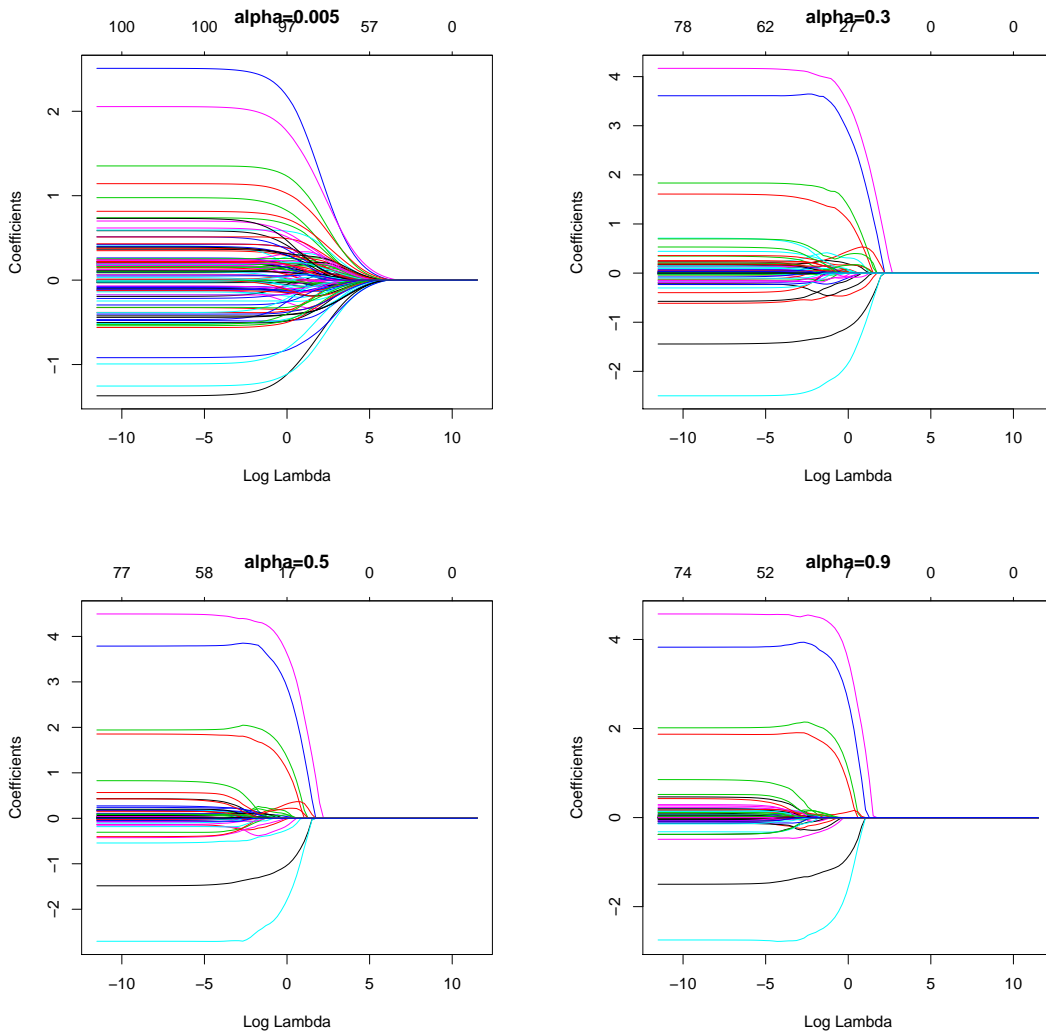 alpha=0.005
100 100 97 57 0
Coefficients
2
1
0
−1
−10 −5 0 5 10
Log Lambda
alpha=0.3
78 62 27 0 0
Coefficients
4
3
2
1
0
−1
−2
−10 −5 0 5 10
Log Lambda
alpha=0.5
77 58 17 0 0
Coefficients
4
3
2
1
0
−1
−2
−10 −5 0 5 10
Log Lambda
alpha=0.9
74 52 7 0 0
Coefficients
4
2
0
−2
−10 −5 0 5 10
Log Lambda